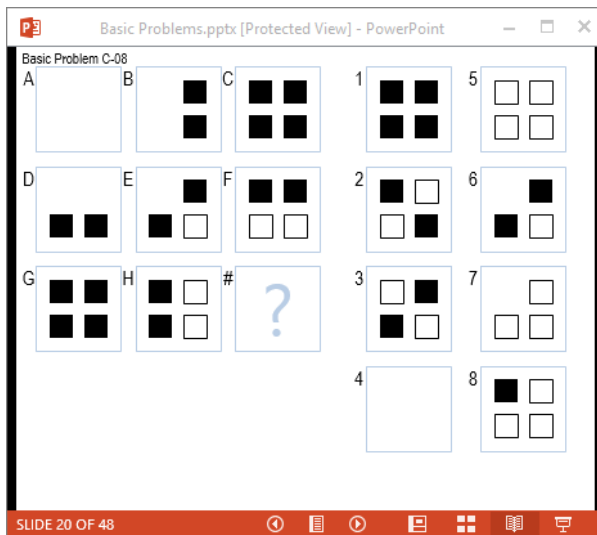 Basic Problems.pptx [Protected View] - PowerPoint
Basic Problem C-08
A B C 1 5
D E F 2 6
G H # ? 3 7
4 8
SLIDE 20 OF 48